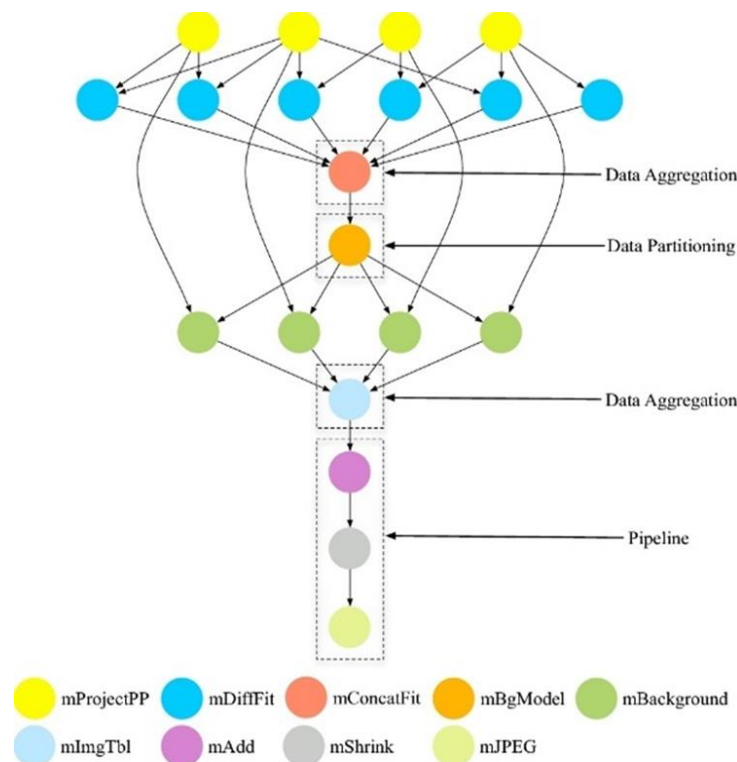 Data Aggregation
Data Partitioning
Data Aggregation
Pipeline
mProjectPP mDiffFit mConcatFit mBgModel mBackground
mImgTbl mAdd mShrink mJPEG